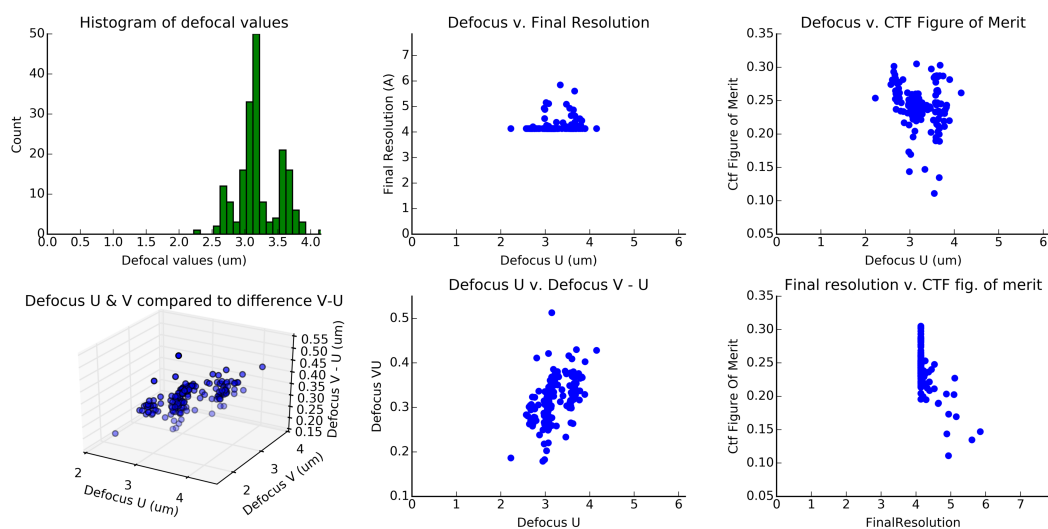 Histogram of defocal values
50
40
30
20
10
0
Count
0.0 0.5 1.0 1.5 2.0 2.5 3.0 3.5 4.0
Defocal values (um)
Defocus v. Final Resolution
7
6
5
4
3
2
1
0
Final Resolution (A)
0 1 2 3 4 5 6
Defocus U (um)
Defocus v. CTF Figure of Merit
0.35
0.30
0.25
0.20
0.15
0.10
0.05
Ctf Figure of Merit
0 1 2 3 4 5 6
Defocus U (um)
Defocus U & V compared to difference V-U
0.55
0.50
0.45
0.40
0.35
0.30
0.25
0.20
0.15
Defocus V - U (um)
2 3 4
Defocus U (um)
2 3 4
Defocus V (um)
Defocus U v. Defocus V - U
0.5
0.4
0.3
0.2
0.1
Defocus VU
0 1 2 3 4 5 6
Defocus U
Final resolution v. CTF fig. of merit
0.35
0.30
0.25
0.20
0.15
0.10
0.05
Ctf Figure Of Merit
0 1 2 3 4 5 6 7
FinalResolution